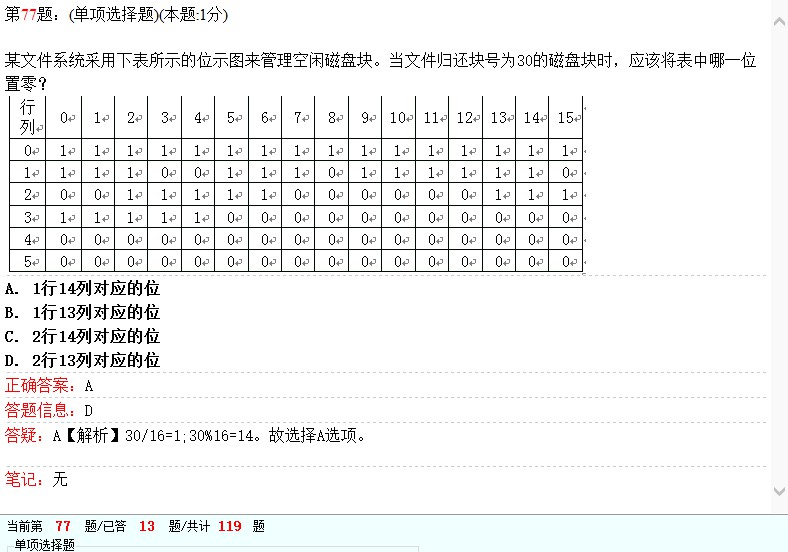 第77题: (单项选择题)(本题:1分)
某文件系统采用下表所示的位示图来管理空闲磁盘块。当文件归还块号为30的磁盘块时, 应该将表中哪一位
置零?
行 0 1 2 3 4 5 6 7 8 9 10 11 12 13 14 15
列
0 1 1 1 1 1 1 1 1 1 1 1 1 1 1 1 1
1 1 1 1 0 0 1 1 1 0 1 1 1 1 1 1 0
2 0 0 1 1 1 1 1 0 0 0 0 0 0 1 1 1
3 1 1 1 1 1 0 0 0 0 0 0 0 0 0 0 0
4 0 0 0 0 0 0 0 0 0 0 0 0 0 0 0 0
5 0 0 0 0 0 0 0 0 0 0 0 0 0 0 0 0
A. 1行14列对应的位
B. 1行13列对应的位
C. 2行14列对应的位
D. 2行13列对应的位
正确答案: A
答题信息: D
答疑: A【解析】30/16=1;30%16=14。故选择A选项。
笔记: 无
当前第 77 题/已答 13 题/共计 119 题
单项选择题